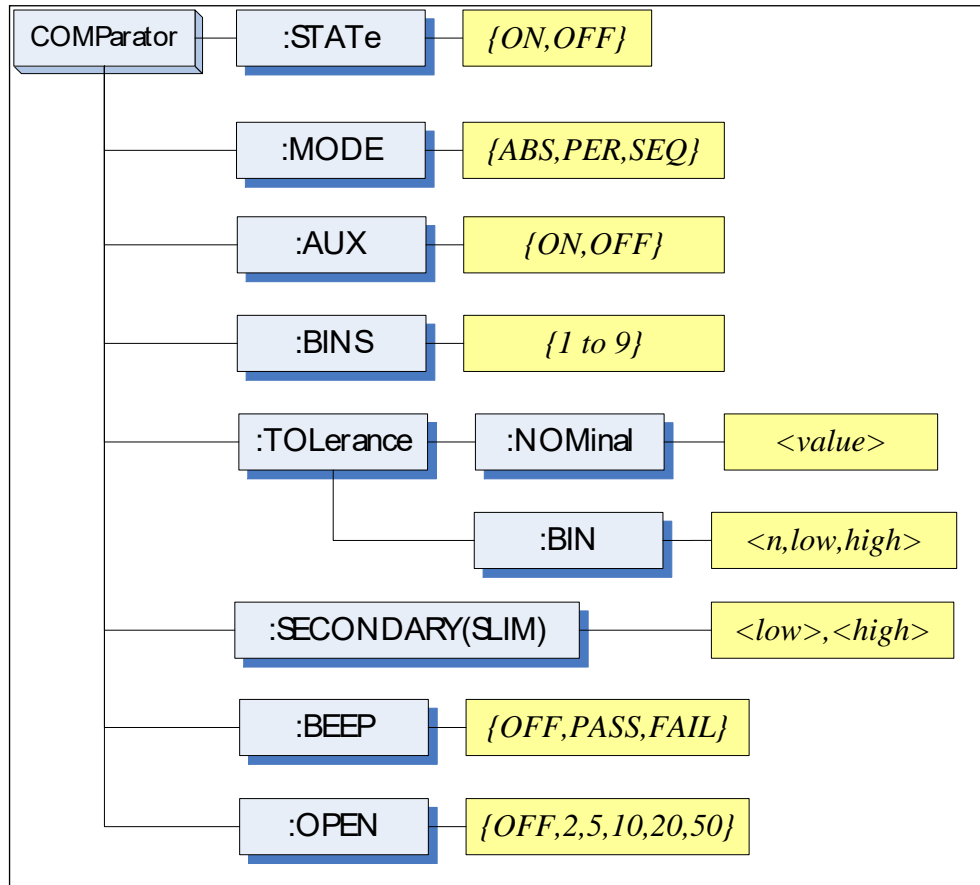 COMParator :STATe {ON,OFF}
:MODE {ABS,PER,SEQ}
:AUX {ON,OFF}
:BINS {1 to 9}
:TOLerance :NOMinal <value>
:BIN <n,low,high>
:SECONDARY(SLIM) <low>,<high>
:BEEP {OFF,PASS,FAIL}
:OPEN {OFF,2,5,10,20,50}